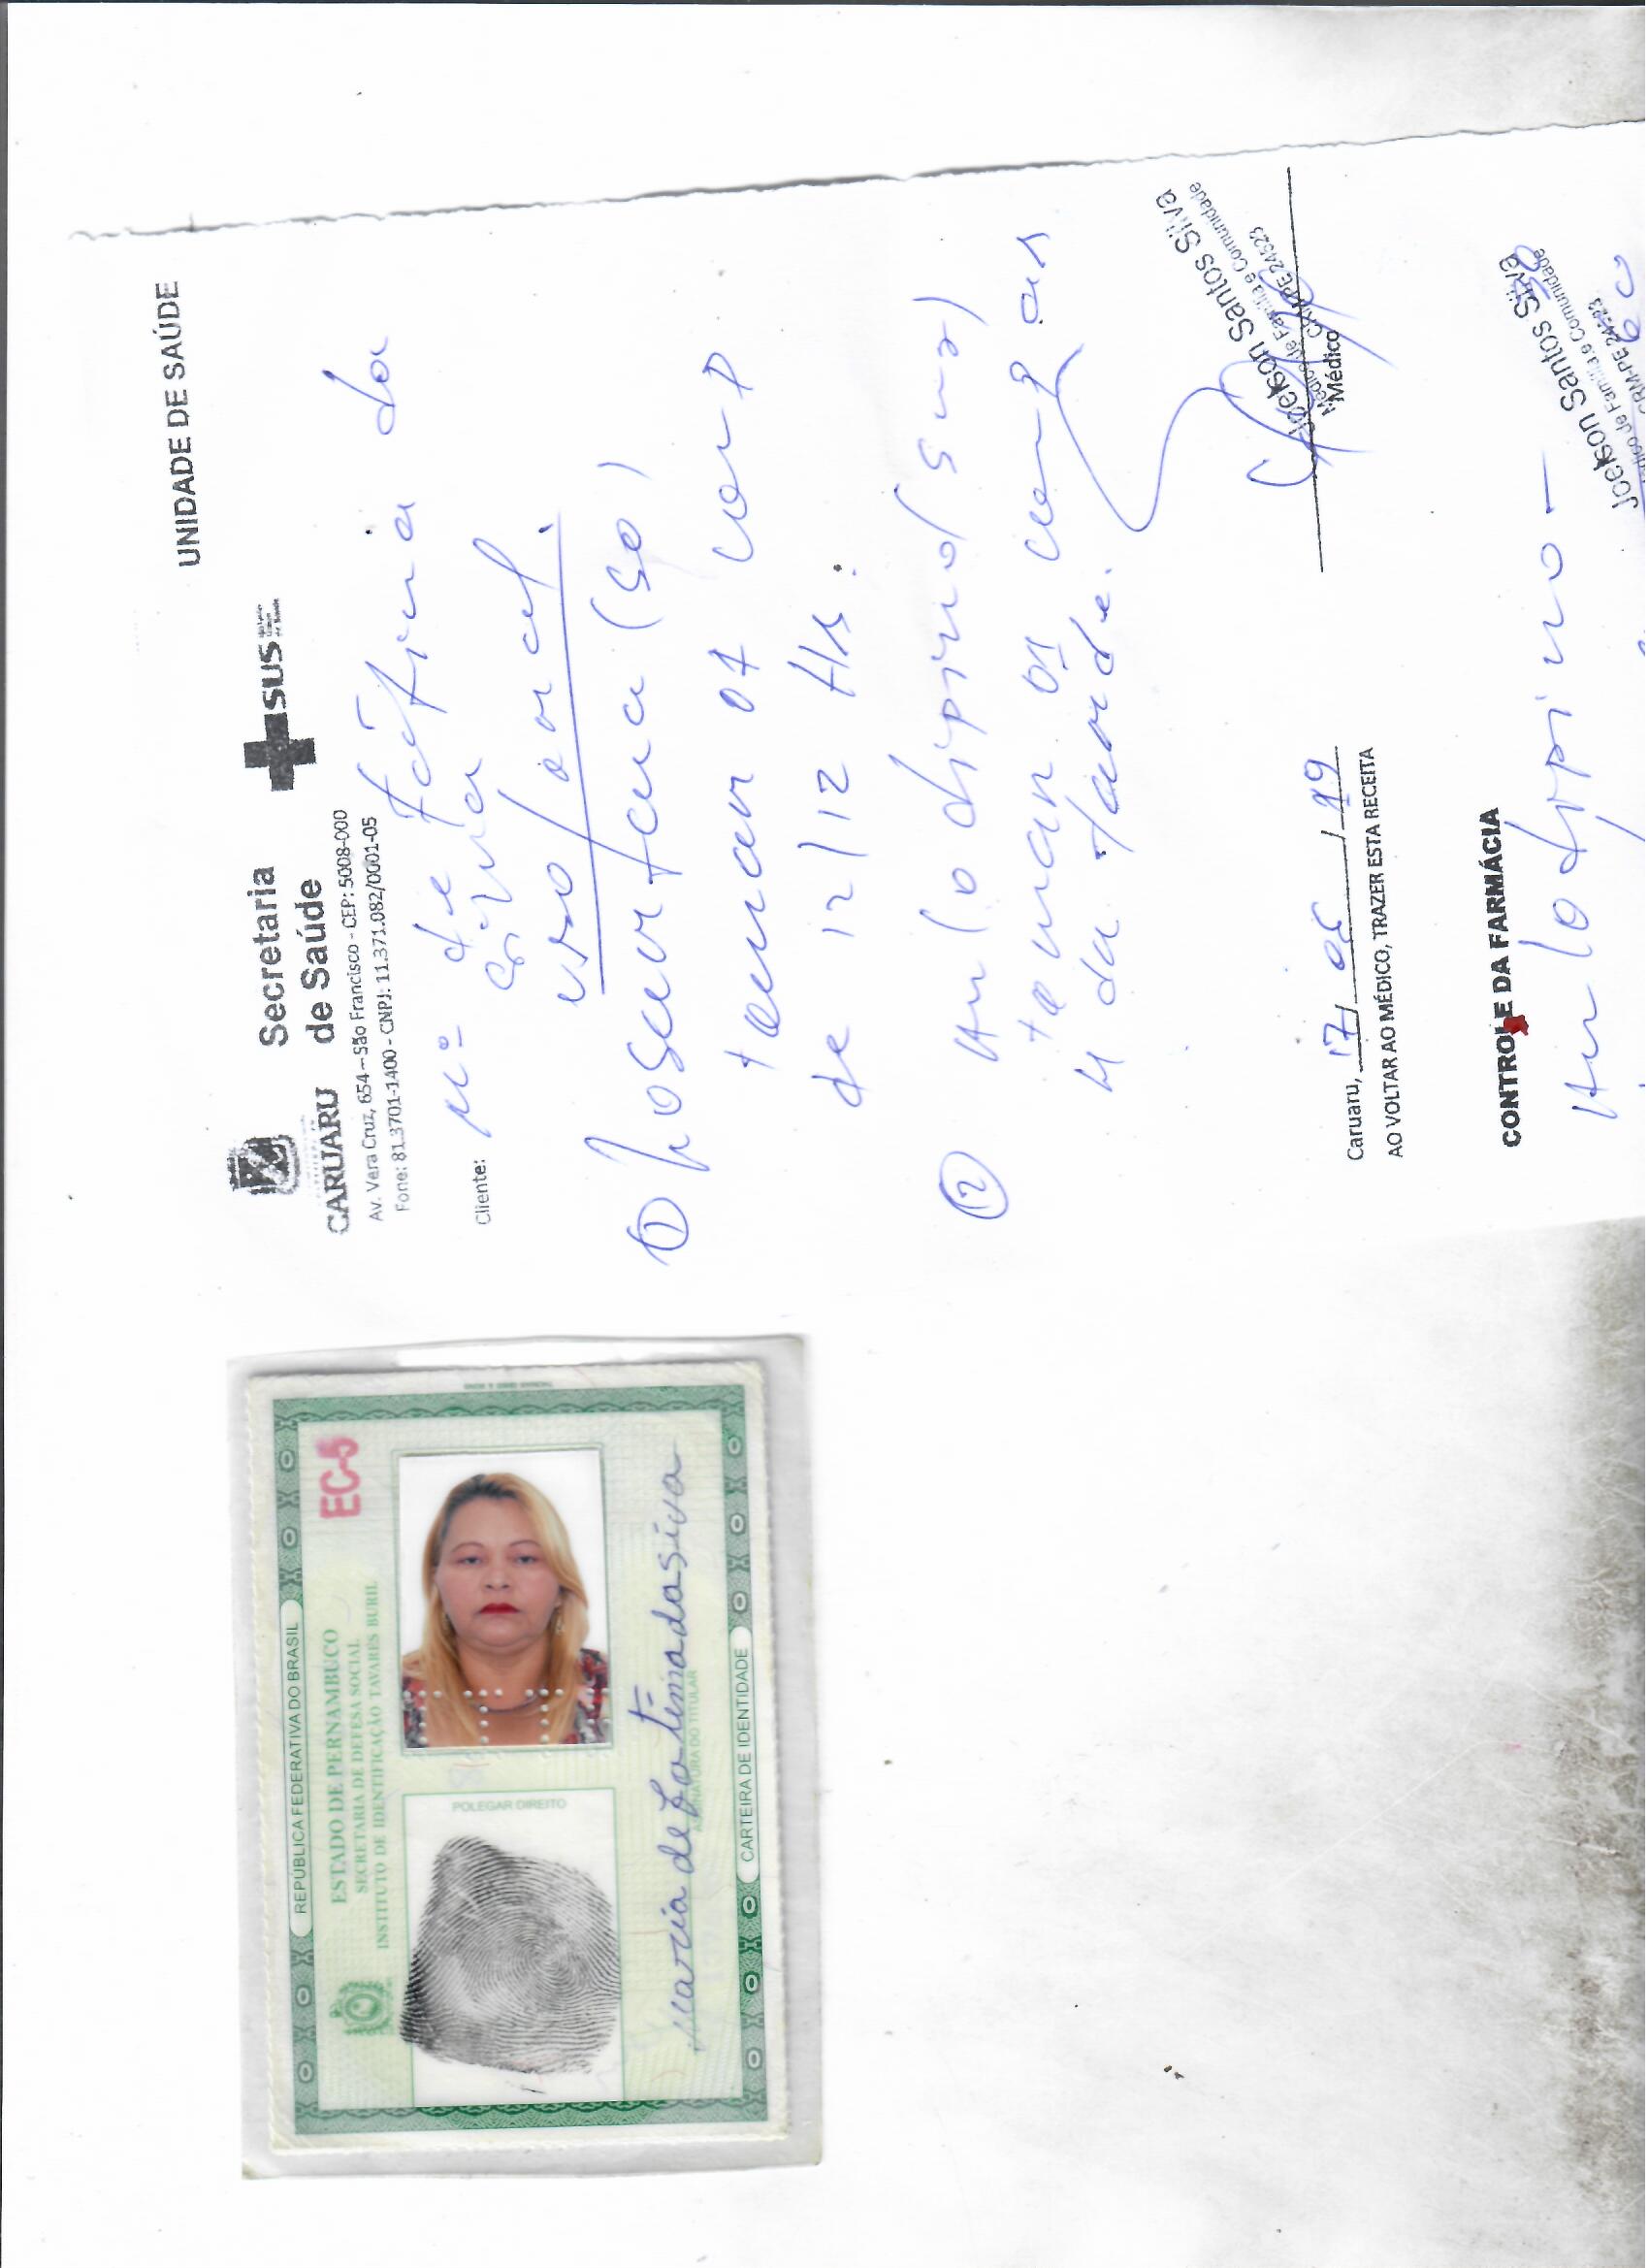 UNIDADE DE SAÚDE
CARUARU
Secretaria
de Saúde
SUS
Av. Vera Cruz, 654 – São Francisco - CEP: 5008-000
Fone: 81.3701-1400 - CNPJ: 11.371.082/0001-05
Cliente: Mª de Fátima da
Silva
uso oral
1 Losartana (50)
tomar 01 comp
de 12/12 Hs.
2 Anlodipino (5mg)
tomar 01 comp as
4 da tarde.
Joelson Santos Silva
Médico de Família e Comunidade
CRM-PE 24523
Médico
Caruaru, 17/05/19
AO VOLTAR AO MÉDICO, TRAZER ESTA RECEITA
CONTROLE DA FARMÁCIA
Anlodipino –
Joelson Santos Silva
Médico de Família e Comunidade
CRM-PE 24523
REPÚBLICA FEDERATIVA DO BRASIL
ESTADO DE PERNAMBUCO
SECRETARIA DE DEFESA SOCIAL
INSTITUTO DE IDENTIFICAÇÃO TAVARES BURIL
EC-5
POLEGAR DIREITO
Maria de Fatima da Silva
ASSINATURA DO TITULAR
CARTEIRA DE IDENTIDADE